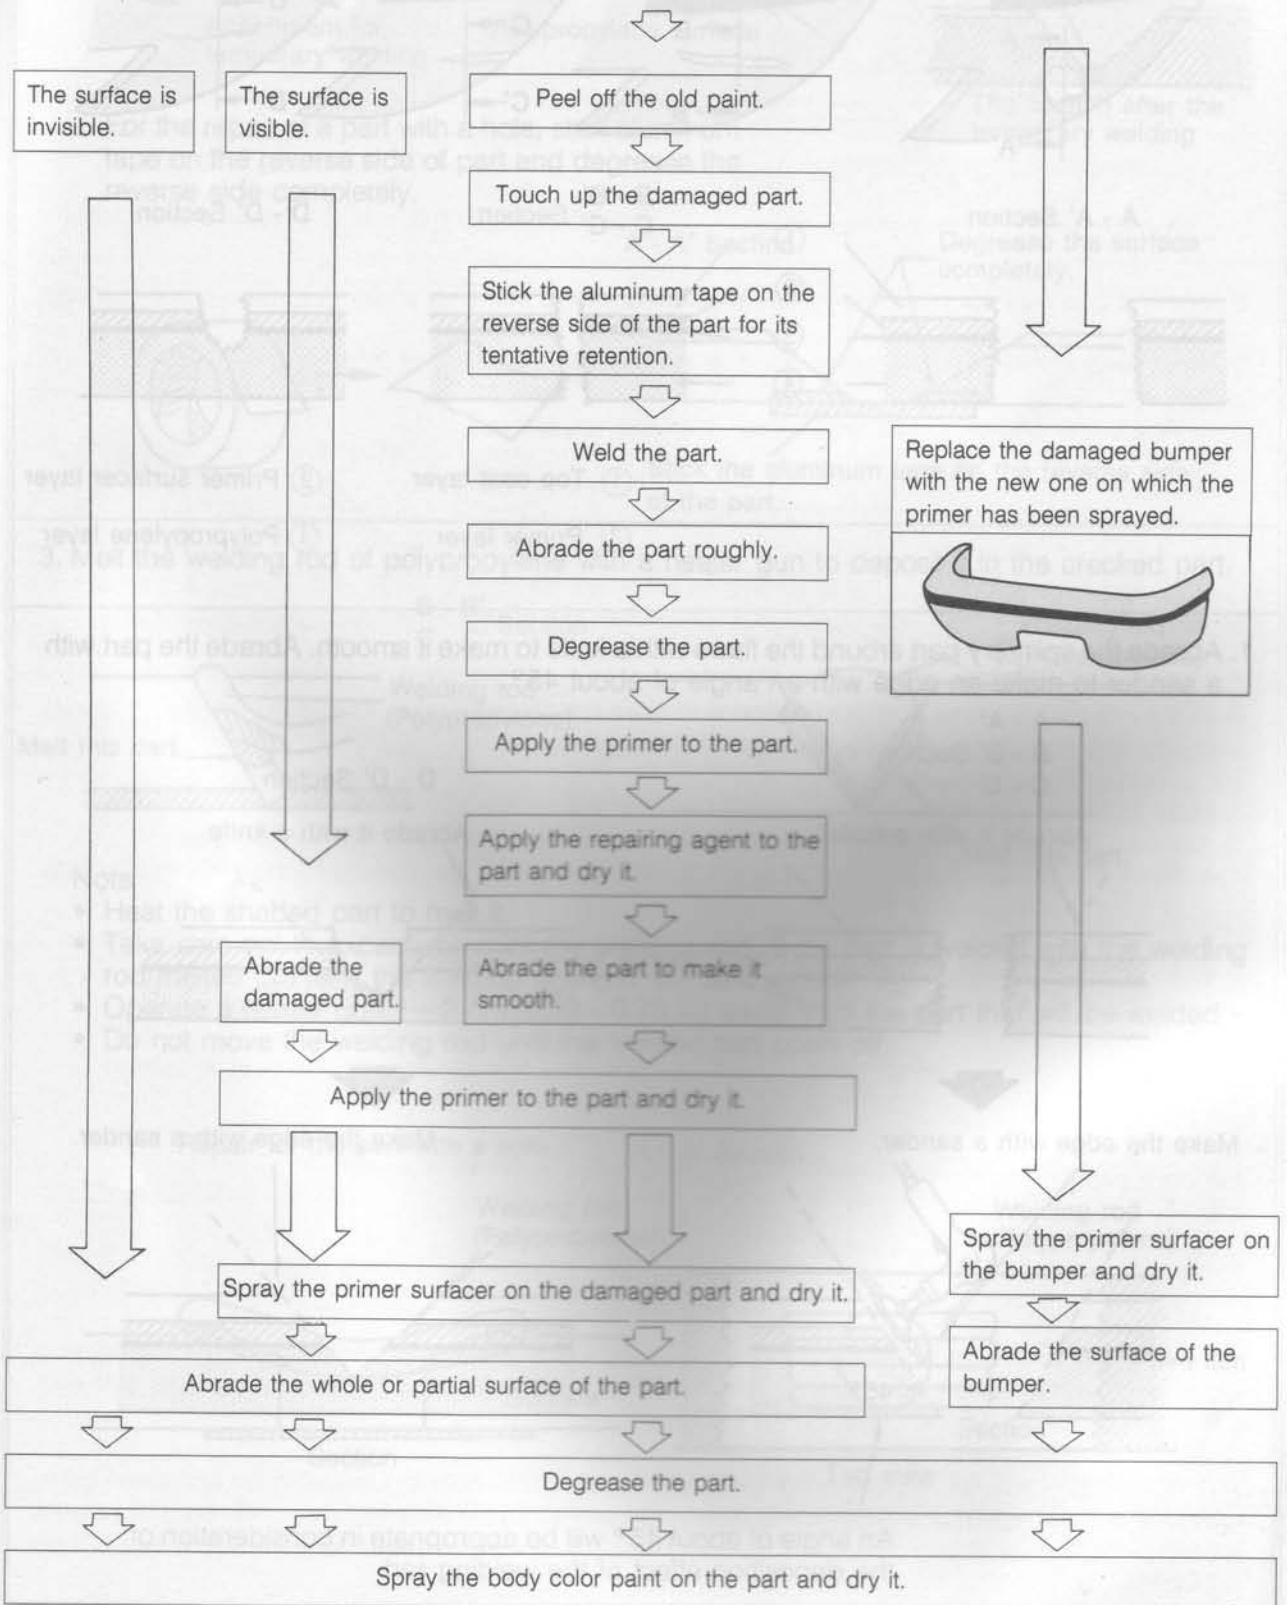 The surface is
invisible.
The surface is
visible.
Peel off the old paint.
Touch up the damaged part.
Stick the aluminum tape on the
reverse side of the part for its
tentative retention.
Weld the part.
Abrade the part roughly.
Degrease the part.
Apply the primer to the part.
Apply the repairing agent to the
part and dry it.
Abrade the
damaged part.
Abrade the part to make it
smooth.
Apply the primer to the part and dry it.
Spray the primer surfacer on the damaged part and dry it.
Abrade the whole or partial surface of the part.
Replace the damaged bumper
with the new one on which the
primer has been sprayed.
Spray the primer surfacer on
the bumper and dry it.
Abrade the surface of the
bumper.
Degrease the part.
Spray the body color paint on the part and dry it.